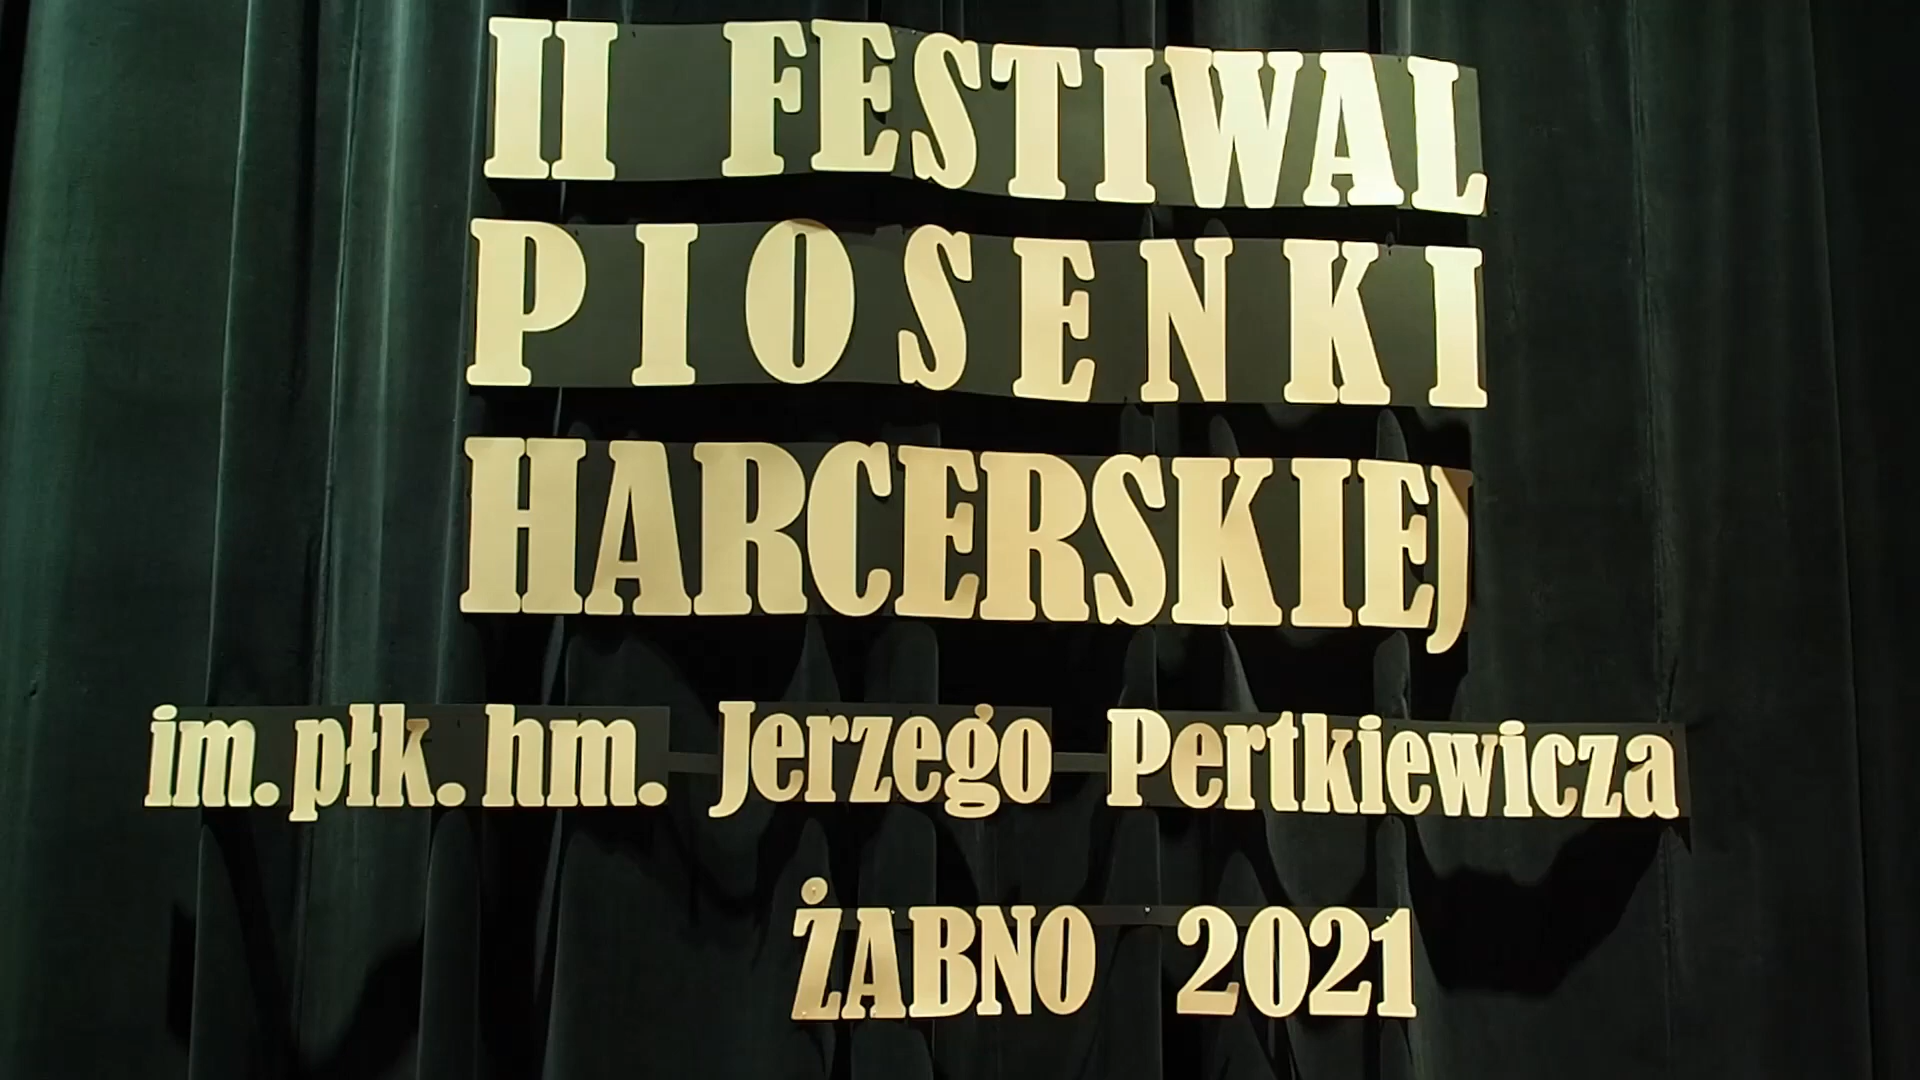 II FESTIWAL
PIOSENKI
HARCERSKIEJ
im. płk. hm. Jerzego Pertkiewicza
ŻABNO 2021